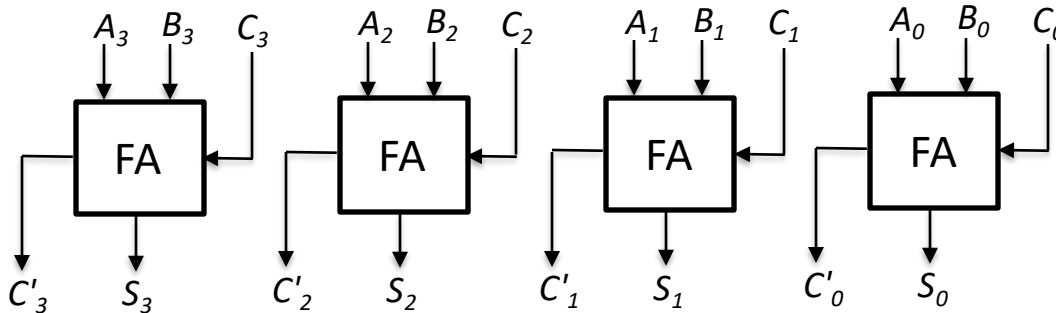 A₃ B₃ C₃ A₂ B₂ C₂ A₁ B₁ C₁ A₀ B₀ C₀
FA FA FA FA
C'₃ S₃ C'₂ S₂ C'₁ S₁ C'₀ S₀